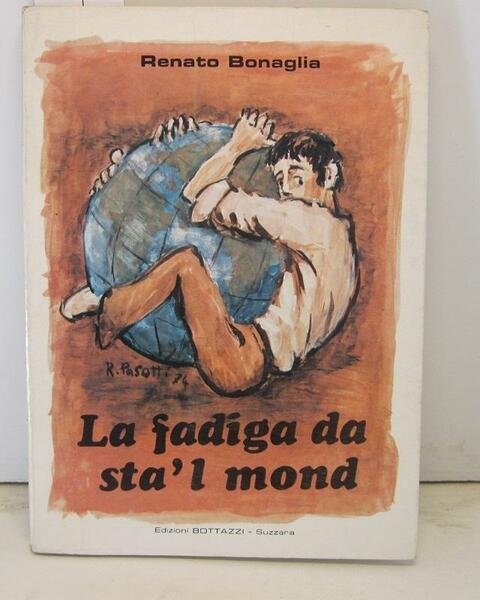 Renato Bonaglia
R. Pasotti 74
La fadiga da
sta'l mond
Edizioni BOTTAZZI - Suzzara